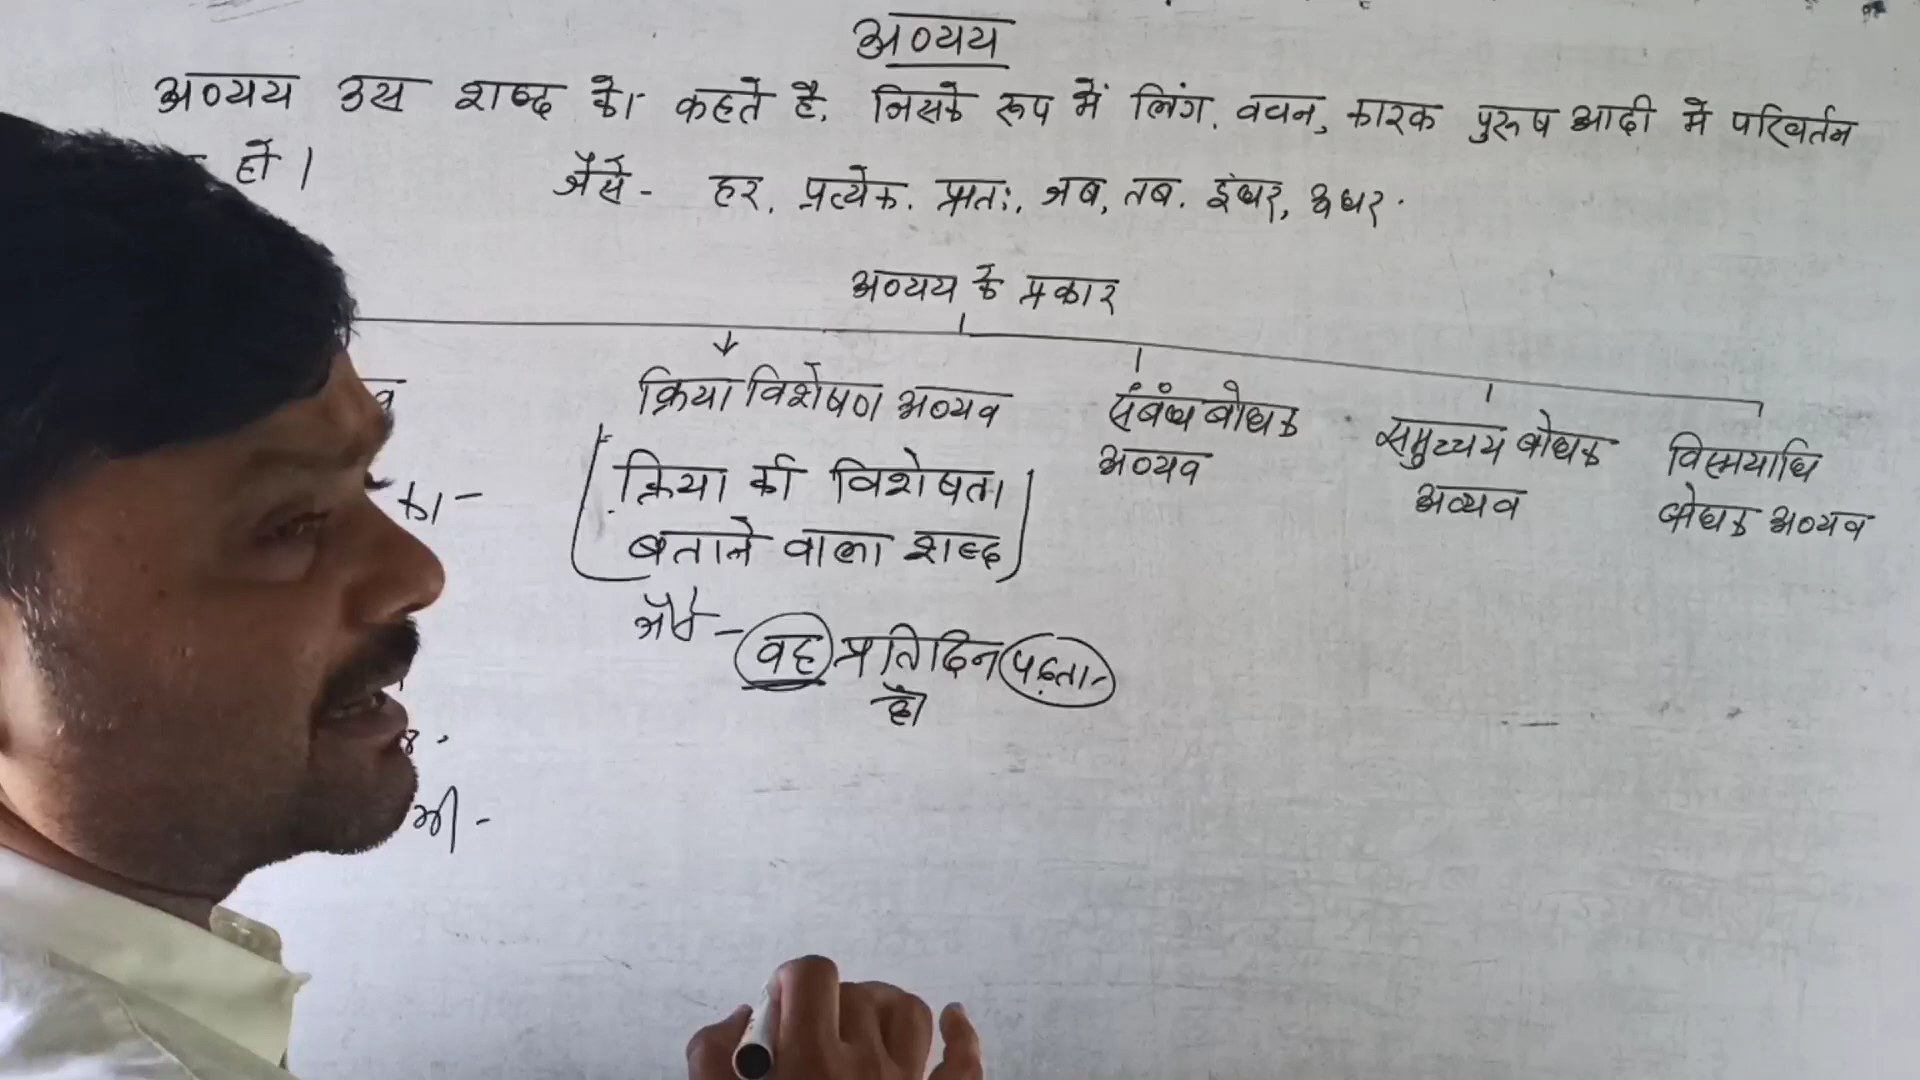 अव्यय
अव्यय उस शब्द को कहते है, जिसके रूप में लिंग, वचन, कारक पुरुष आदी मे परिवर्तन
हो ।
जैसे - हर, प्रत्येक, प्रातः, जब, तब, इधर,
अव्यय के प्रकार
क्रिया विशेषण अव्यव
संबंध बोधक
अव्यव
समुच्चय बोधक
अव्यव
विस्मयाधि
बोधक अव्यव
का -
क्रिया की विशेषता
बताने वाला शब्द
जैसे - वह प्रतिदिन पढ़ता -
है